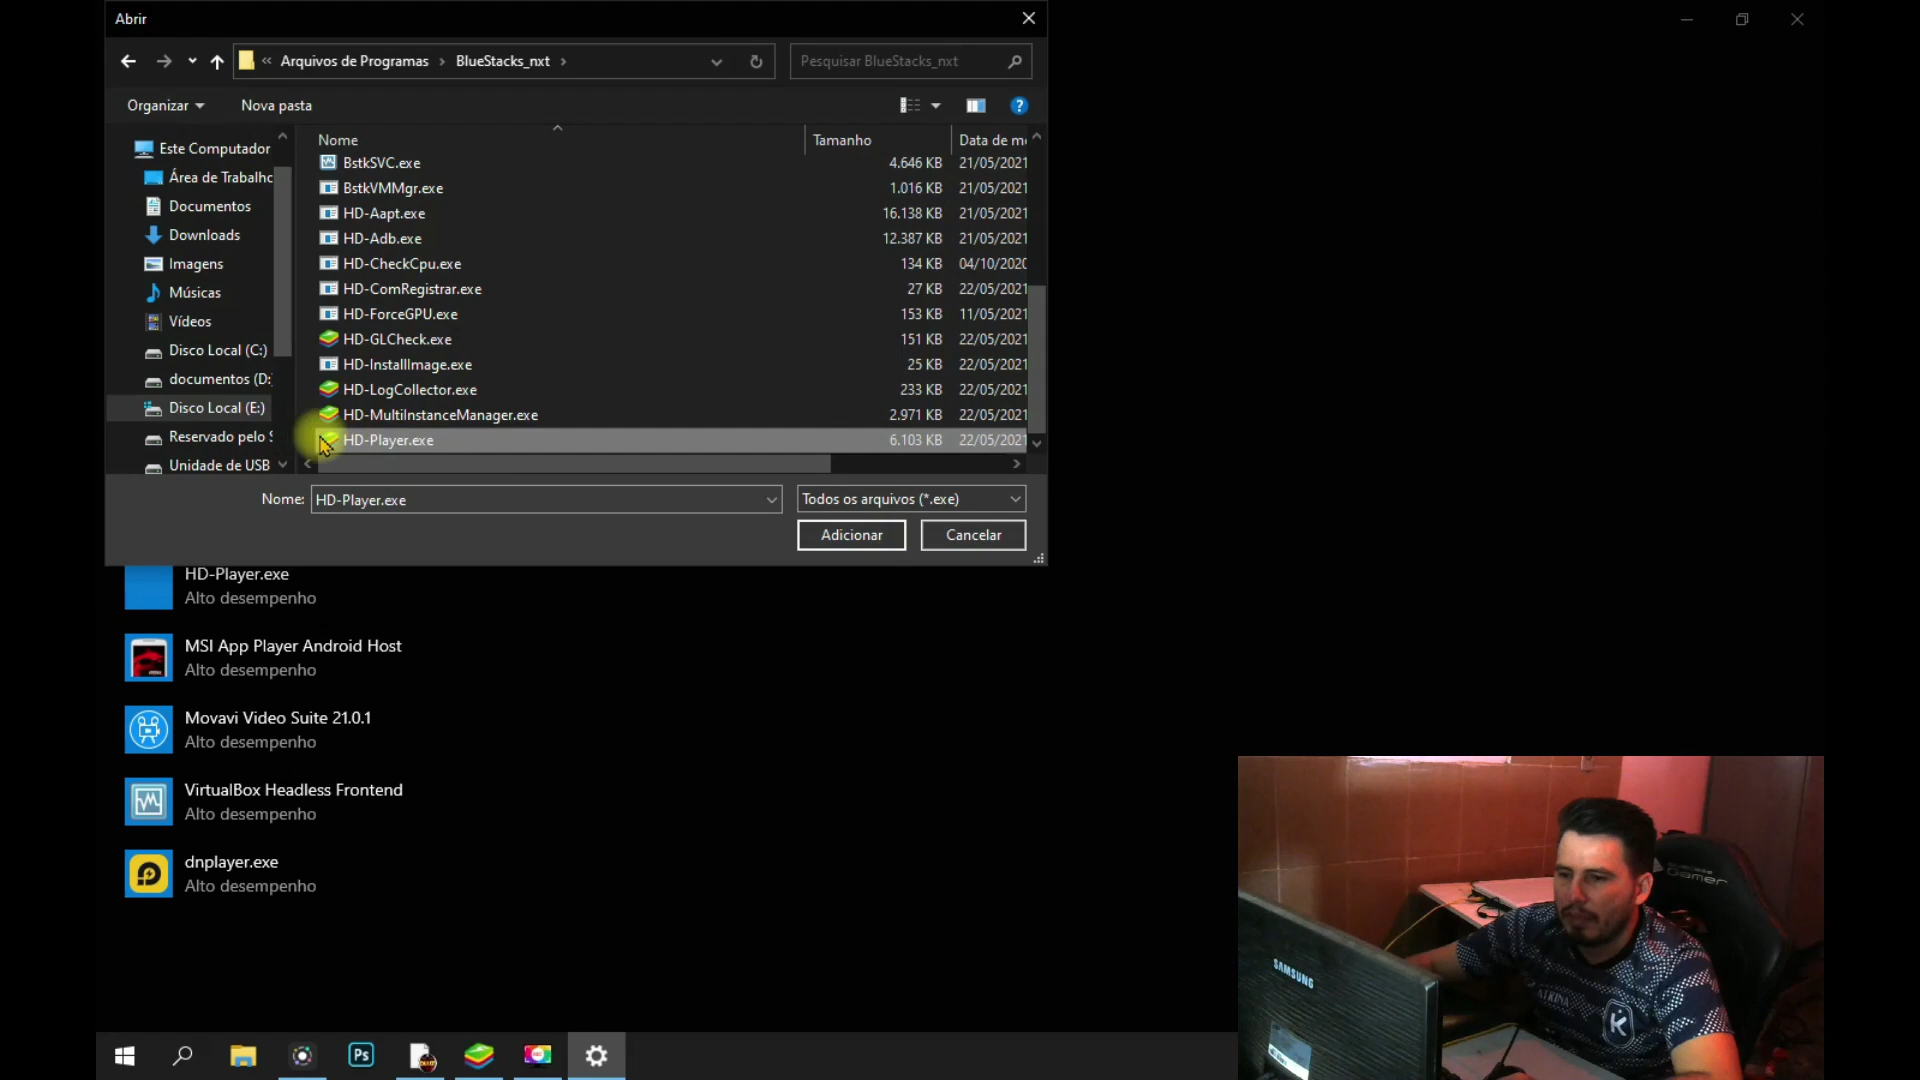 Abrir
« Arquivos de Programas › BlueStacks_nxt ›
Pesquisar BlueStacks_nxt
Organizar
Nova pasta
Este Computador
Área de Trabalho
Documentos
Downloads
Imagens
Músicas
Vídeos
Disco Local (C:)
documentos (D:
Disco Local (E:)
Reservado pelo S
Unidade de USB
Nome Tamanho Data de m
BstkSVC.exe 4.646 KB 21/05/2021
BstkVMMgr.exe 1.016 KB 21/05/2021
HD-Aapt.exe 16.138 KB 21/05/2021
HD-Adb.exe 12.387 KB 21/05/2021
HD-CheckCpu.exe 134 KB 04/10/2020
HD-ComRegistrar.exe 27 KB 22/05/2021
HD-ForceGPU.exe 153 KB 11/05/2021
HD-GLCheck.exe 151 KB 22/05/2021
HD-InstallImage.exe 25 KB 22/05/2021
HD-LogCollector.exe 233 KB 22/05/2021
HD-MultiInstanceManager.exe 2.971 KB 22/05/2021
HD-Player.exe 6.103 KB 22/05/2021
Nome: HD-Player.exe
Todos os arquivos (*.exe)
Adicionar
Cancelar
HD-Player.exe
Alto desempenho
MSI App Player Android Host
Alto desempenho
Movavi Video Suite 21.0.1
Alto desempenho
VirtualBox Headless Frontend
Alto desempenho
dnplayer.exe
Alto desempenho
Ps
SAMSUNG
Gamer
K